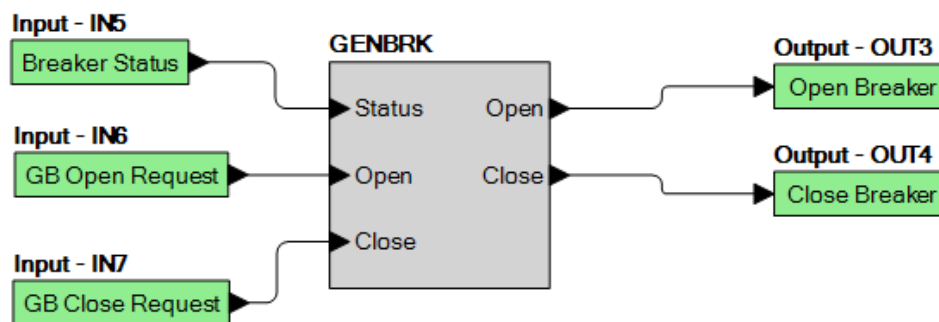 Input - IN5
Breaker Status
Input - IN6
GB Open Request
Input - IN7
GB Close Request
GENBRK
Status
Open
Close
Open
Close
Output - OUT3
Open Breaker
Output - OUT4
Close Breaker